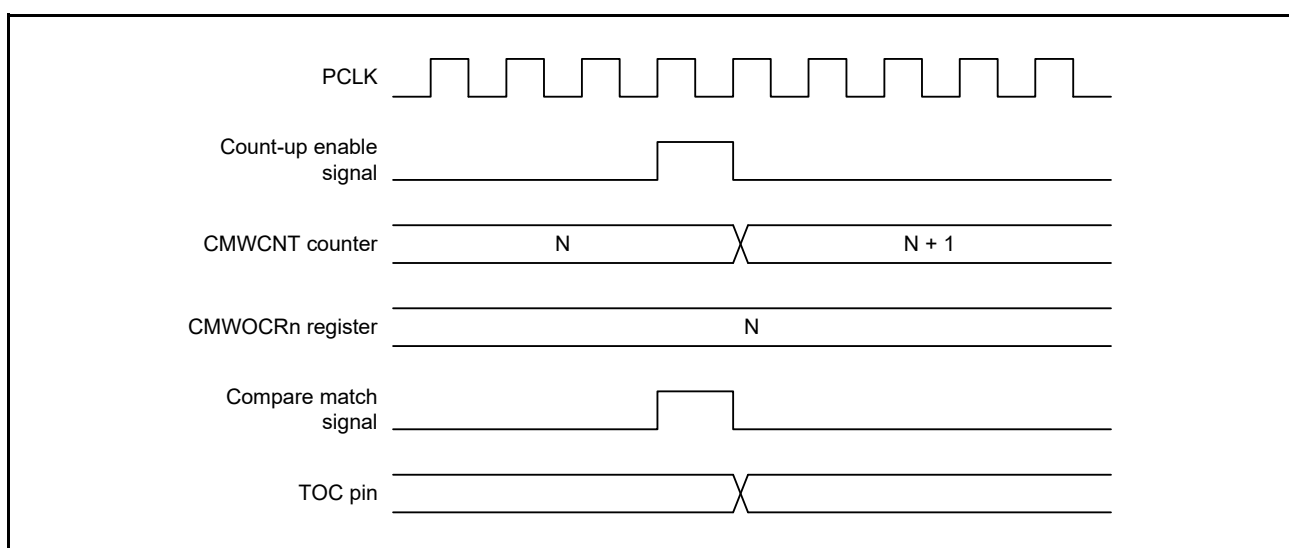 PCLK
Count-up enable
signal
CMWCNT counter
N
N + 1
CMWOCRn register
N
Compare match
signal
TOC pin